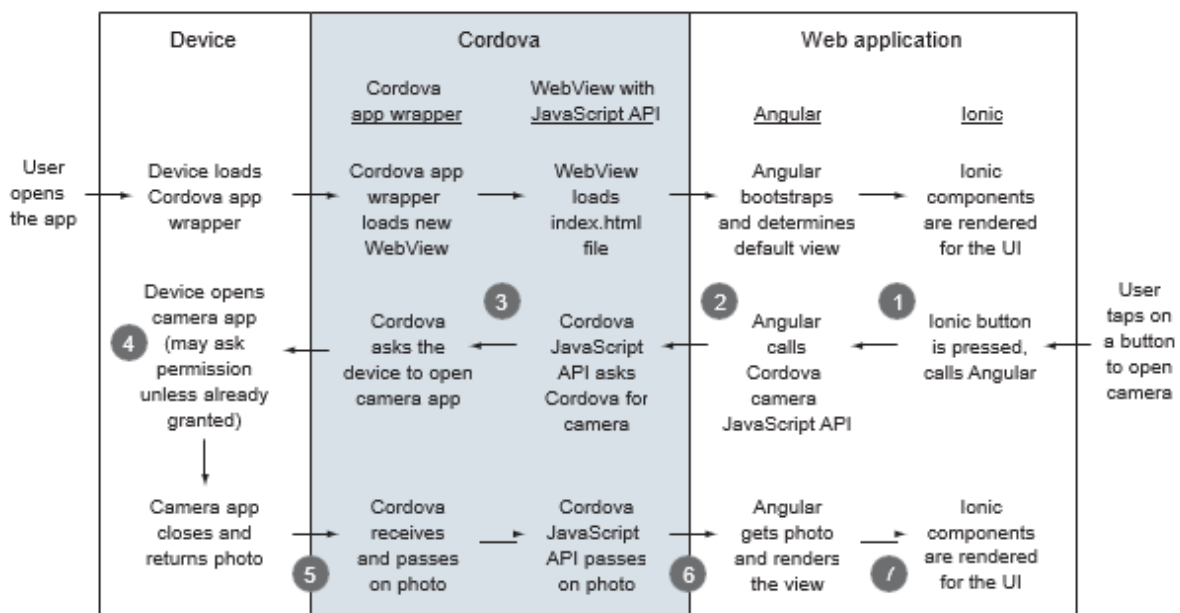 Device
Cordova
Web application
Cordova
app wrapper
WebView with
JavaScript API
Angular
Ionic
User
opens
the app
Device loads
Cordova app
wrapper
Cordova app
wrapper
loads new
WebView
WebView
loads
index.html
file
Angular
bootstraps
and determines
default view
Ionic
components
are rendered
for the UI
User
taps on
a button
to open
camera
1
Ionic button
is pressed,
calls Angular
2
Angular
calls
Cordova
camera
JavaScript API
3
Cordova
JavaScript
API asks
Cordova for
camera
Cordova
asks the
device to open
camera app
4
Device opens
camera app
(may ask
permission
unless already
granted)
Camera app
closes and
returns photo
5
Cordova
receives
and passes
on photo
Cordova
JavaScript
API passes
on photo
6
Angular
gets photo
and renders
the view
7
Ionic
components
are rendered
for the UI